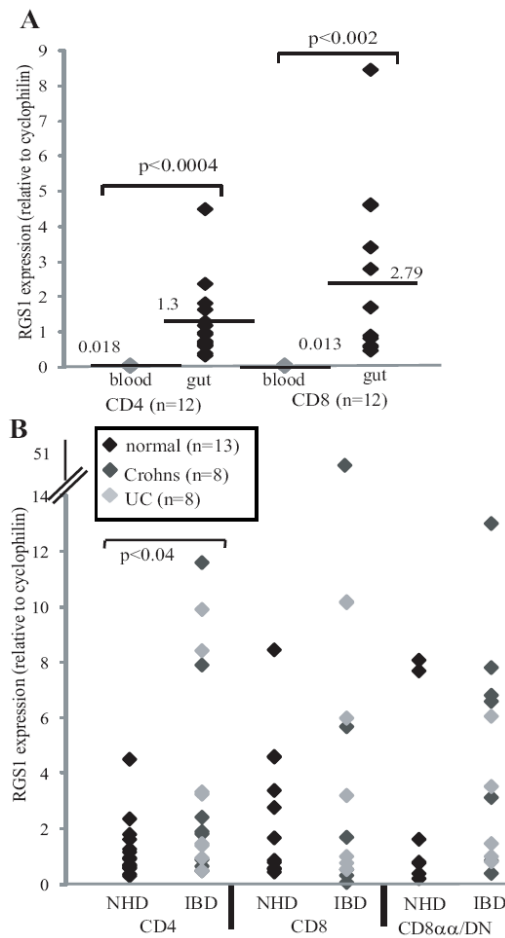 A
RGS1 expression (relative to cyclophilin)
9
8
7
6
5
4
3
2
1
0
p<0.0004
p<0.002
0.018
1.3
0.013
2.79
blood
gut
blood
gut
CD4 (n=12)
CD8 (n=12)
B
RGS1 expression (relative to cyclophilin)
51
14
12
10
8
6
4
2
0
normal (n=13)
Crohns (n=8)
UC (n=8)
p<0.04
NHD
IBD
NHD
IBD
NHD
IBD
CD4
CD8
CD8αα/DN